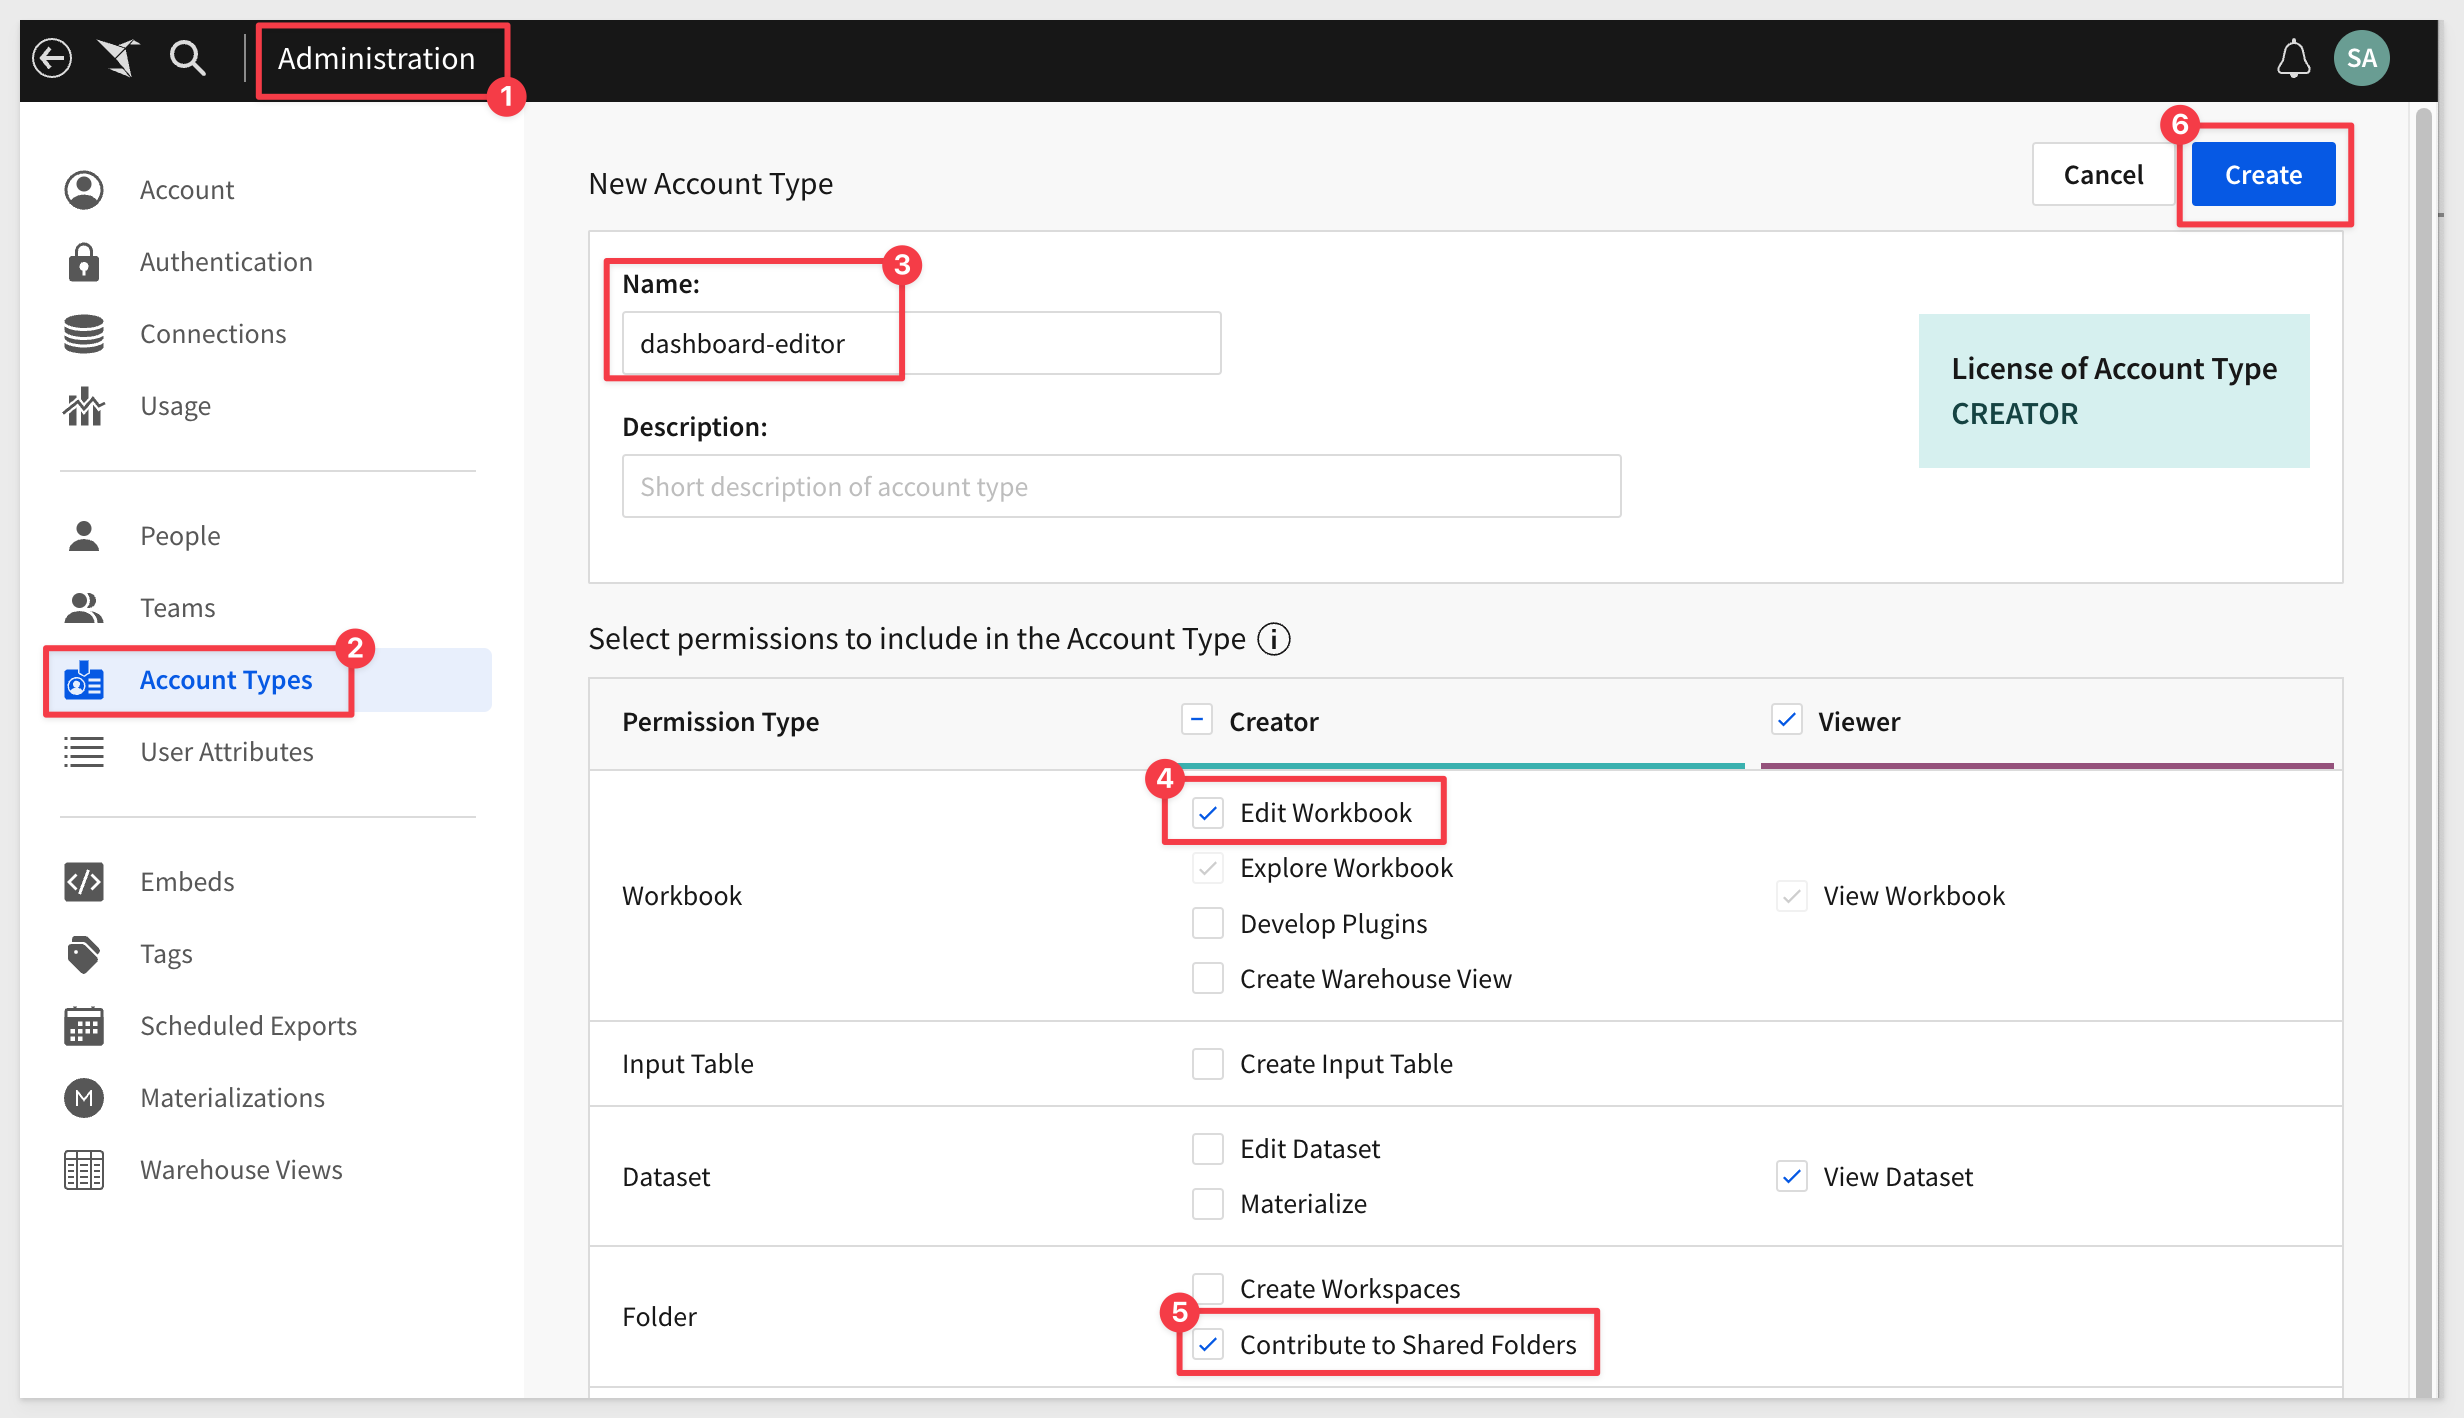 Administration
1
SA
Account
Authentication
Connections
Usage
People
Teams
2
Account Types
User Attributes
Embeds
Tags
Scheduled Exports
M
Materializations
Warehouse Views
New Account Type
Cancel
6
Create
3
Name:
dashboard-editor
Description:
Short description of account type
License of Account Type
CREATOR
Select permissions to include in the Account Type
Permission Type
Creator
Viewer
Workbook
4
Edit Workbook
Explore Workbook
Develop Plugins
Create Warehouse View
View Workbook
Input Table
Create Input Table
Dataset
Edit Dataset
Materialize
View Dataset
Folder
Create Workspaces
5
Contribute to Shared Folders